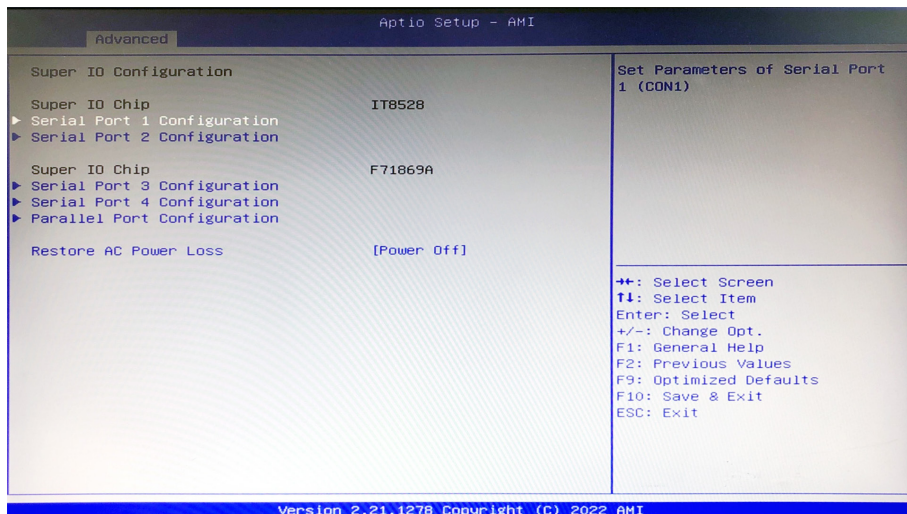 Aptio Setup – AMI
Advanced
Super IO Configuration
Super IO Chip IT8528
Serial Port 1 Configuration
Serial Port 2 Configuration
Super IO Chip F71869A
Serial Port 3 Configuration
Serial Port 4 Configuration
Parallel Port Configuration
Restore AC Power Loss [Power Off]
Set Parameters of Serial Port
1 (CON1)
→←: Select Screen
↑↓: Select Item
Enter: Select
+/-: Change Opt.
F1: General Help
F2: Previous Values
F9: Optimized Defaults
F10: Save & Exit
ESC: Exit
Version 2.21.1278 Copyright (C) 2022 AMI